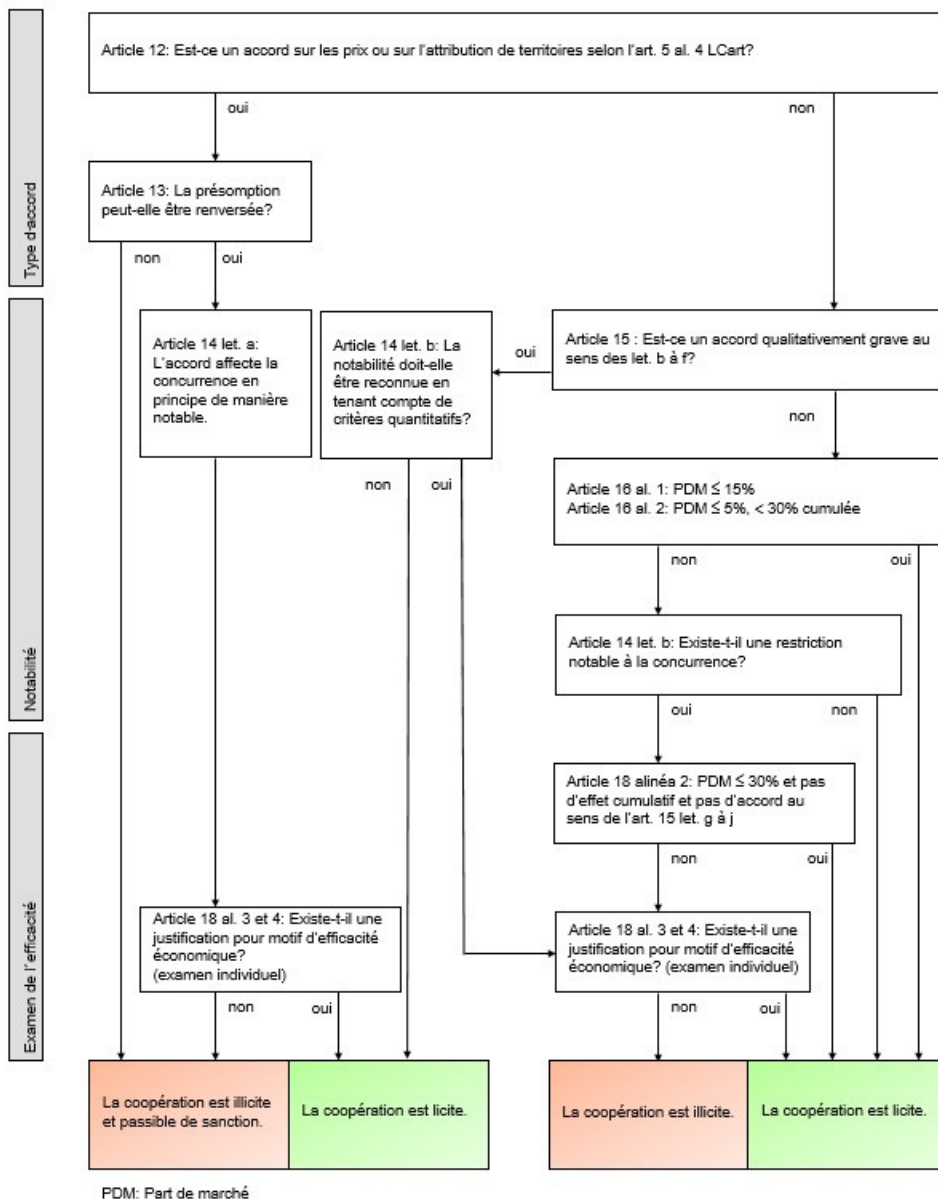 Type d'accord
Article 12: Est-ce un accord sur les prix ou sur l'attribution de territoires selon l'art. 5 al. 4 LCart?
oui
non
Article 13: La présomption
peut-elle être renversée?
non
oui
Notabilité
Article 14 let. a:
L'accord affecte la
concurrence en
principe de manière
notable.
Article 14 let. b: La
notabilité doit-elle
être reconnue en
tenant compte de
critères quantitatifs?
oui
Article 15 : Est-ce un accord qualitativement grave au
sens des let. b à f?
non
non
oui
Article 16 al. 1: PDM ≤ 15%
Article 16 al. 2: PDM ≤ 5%, < 30% cumulée
non
oui
Article 14 let. b: Existe-t-il une restriction
notable à la concurrence?
oui
non
Examen de l'efficacité
Article 18 alinéa 2: PDM ≤ 30% et pas
d'effet cumulatif et pas d'accord au
sens de l'art. 15 let. g à j
non
oui
Article 18 al. 3 et 4: Existe-t-il une
justification pour motif d'efficacité
économique?
(examen individuel)
non
oui
Article 18 al. 3 et 4: Existe-t-il une
justification pour motif d'efficacité
économique? (examen individuel)
non
oui
La coopération est illicite
et passible de sanction.
La coopération est licite.
La coopération est illicite.
La coopération est licite.
PDM: Part de marché